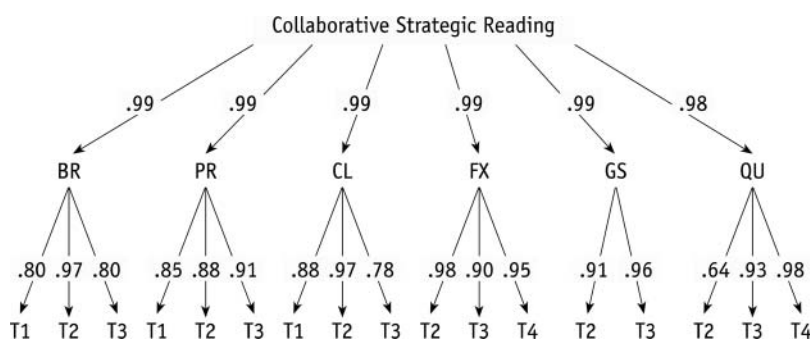 Collaborative Strategic Reading
.99 .99 .99 .99 .99 .98
BR PR CL FX GS QU
.80 .97 .80 .85 .88 .91 .88 .97 .78 .98 .90 .95 .91 .96 .64 .93 .98
T1 T2 T3 T1 T2 T3 T1 T2 T3 T2 T3 T4 T2 T3 T2 T3 T4